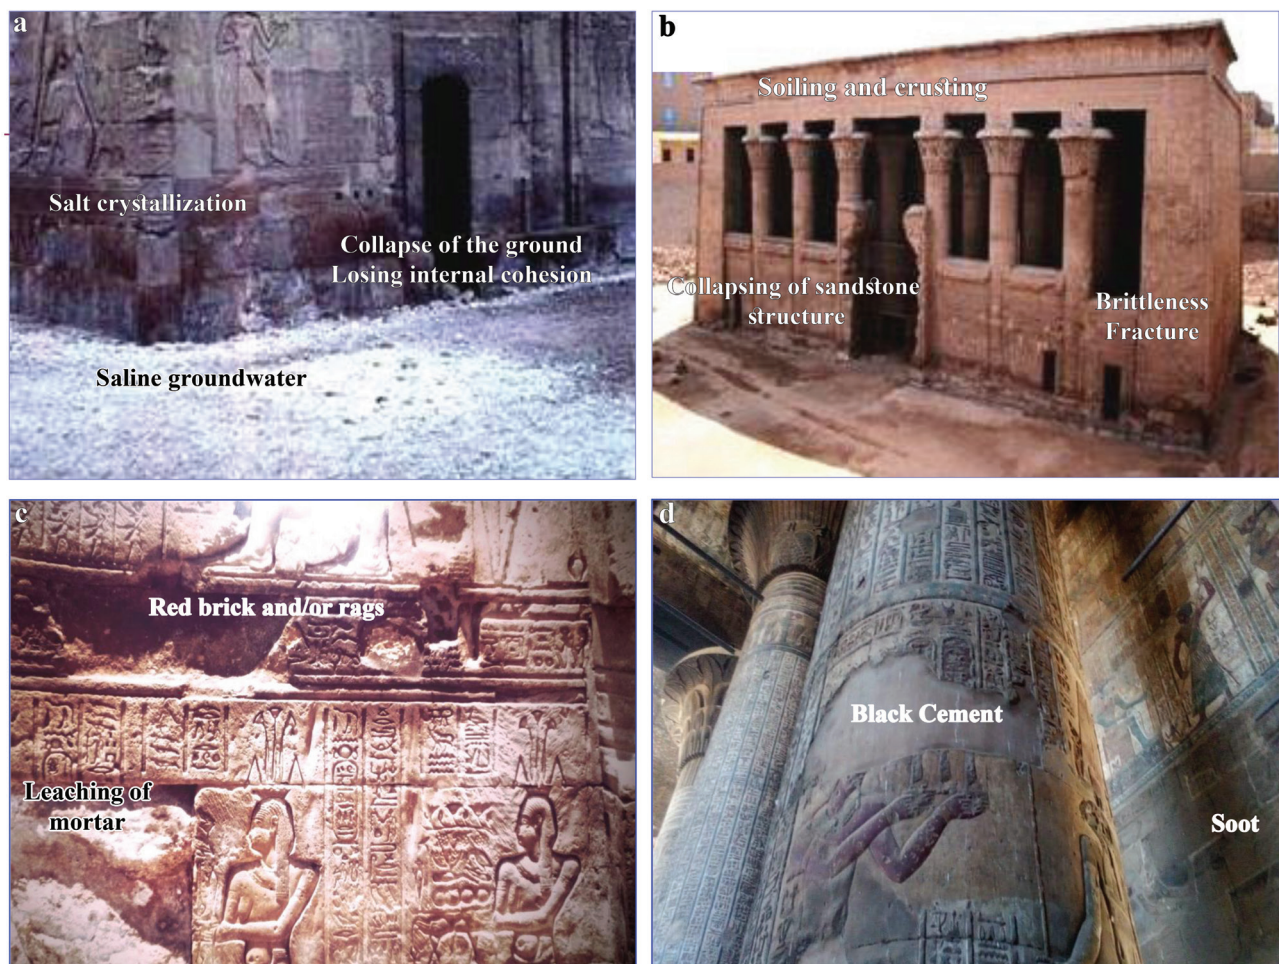 a
Salt crystallization
Collapse of the ground
Losing internal cohesion
Saline groundwater
b
Soiling and crusting
Collapsing of sandstone
structure
Brittleness
Fracture
c
Red brick and/or rags
Leaching of
mortar
d
Black Cement
Soot